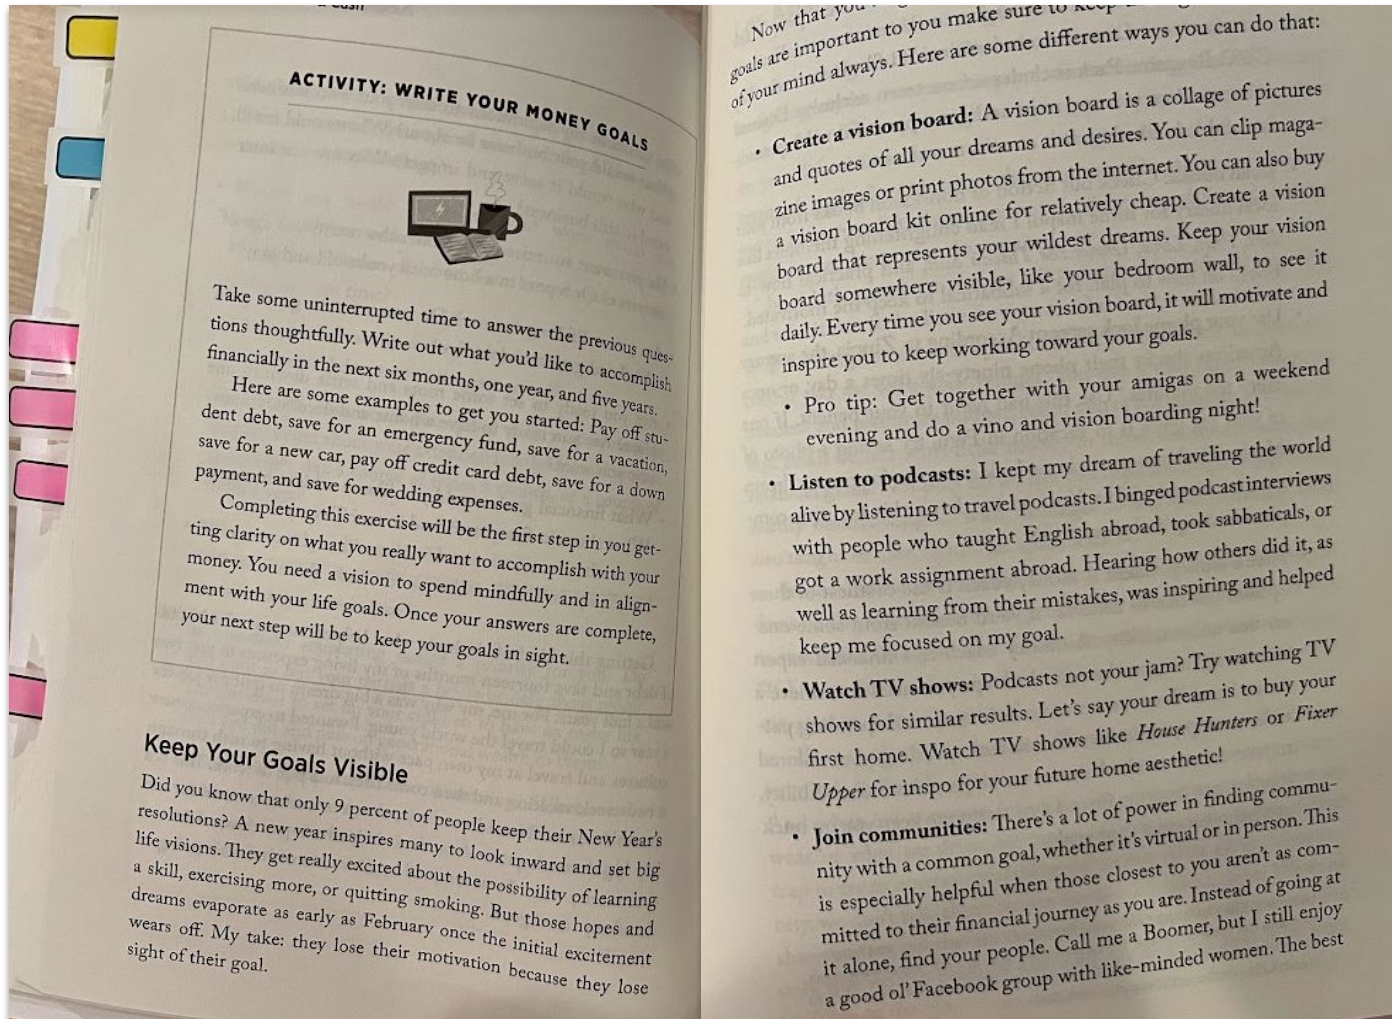 Cash
ACTIVITY: WRITE YOUR MONEY GOALS
Take some uninterrupted time to answer the previous ques-
tions thoughtfully. Write out what you'd like to accomplish
financially in the next six months, one year, and five years.
Here are some examples to get you started: Pay off stu-
dent debt, save for an emergency fund, save for a vacation,
save for a new car, pay off credit card debt, save for a down
payment, and save for wedding expenses.
Completing this exercise will be the first step in you get-
ting clarity on what you really want to accomplish with your
money. You need a vision to spend mindfully and in align-
ment with your life goals. Once your answers are complete,
your next step will be to keep your goals in sight.
Keep Your Goals Visible
Did you know that only 9 percent of people keep their New Year's
resolutions? A new year inspires many to look inward and set big
life visions. They get really excited about the possibility of learning
a skill, exercising more, or quitting smoking. But those hopes and
dreams evaporate as early as February once the initial excitement
wears off. My take: they lose their motivation because they lose
sight of their goal.
Now that you
goals are important to you make sure to keep
of your mind always. Here are some different ways you can do that:
• Create a vision board: A vision board is a collage of pictures
and quotes of all your dreams and desires. You can clip maga-
zine images or print photos from the internet. You can also buy
a vision board kit online for relatively cheap. Create a vision
board that represents your wildest dreams. Keep your vision
board somewhere visible, like your bedroom wall, to see it
daily. Every time you see your vision board, it will motivate and
inspire you to keep working toward your goals.
• Pro tip: Get together with your amigas on a weekend
evening and do a vino and vision boarding night!
• Listen to podcasts: I kept my dream of traveling the world
alive by listening to travel podcasts. I binged podcast interviews
with people who taught English abroad, took sabbaticals, or
got a work assignment abroad. Hearing how others did it, as
well as learning from their mistakes, was inspiring and helped
keep me focused on my goal.
• Watch TV shows: Podcasts not your jam? Try watching TV
shows for similar results. Let's say your dream is to buy your
first home. Watch TV shows like House Hunters or Fixer
Upper for inspo for your future home aesthetic!
• Join communities: There's a lot of power in finding commu-
nity with a common goal, whether it's virtual or in person. This
is especially helpful when those closest to you aren't as com-
mitted to their financial journey as you are. Instead of going at
it alone, find your people. Call me a Boomer, but I still enjoy
a good ol' Facebook group with like-minded women. The best